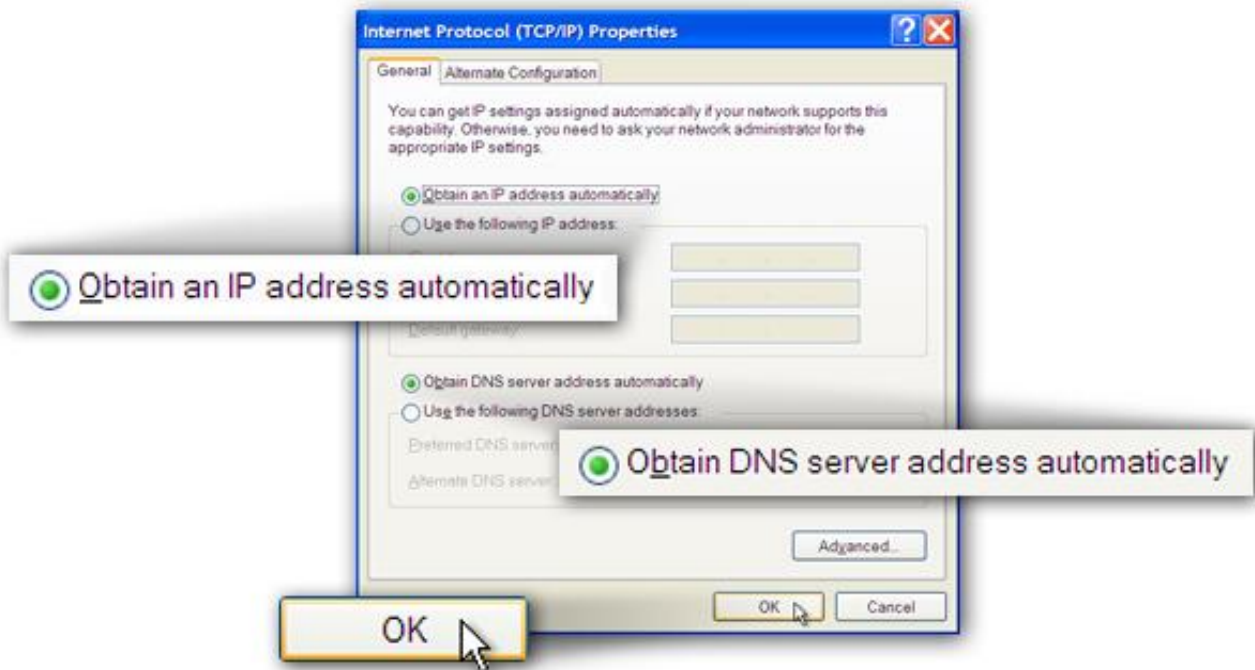 Internet Protocol (TCP/IP) Properties
General
Alternate Configuration
You can get IP settings assigned automatically if your network supports this
capability. Otherwise, you need to ask your network administrator for the
appropriate IP settings.
Obtain an IP address automatically
Use the following IP address:
Obtain an IP address automatically
Default gateway:
Obtain DNS server address automatically
Use the following DNS server addresses:
Preferred DNS server
Obtain DNS server address automatically
Alternate DNS server
Advanced...
OK
Cancel
OK